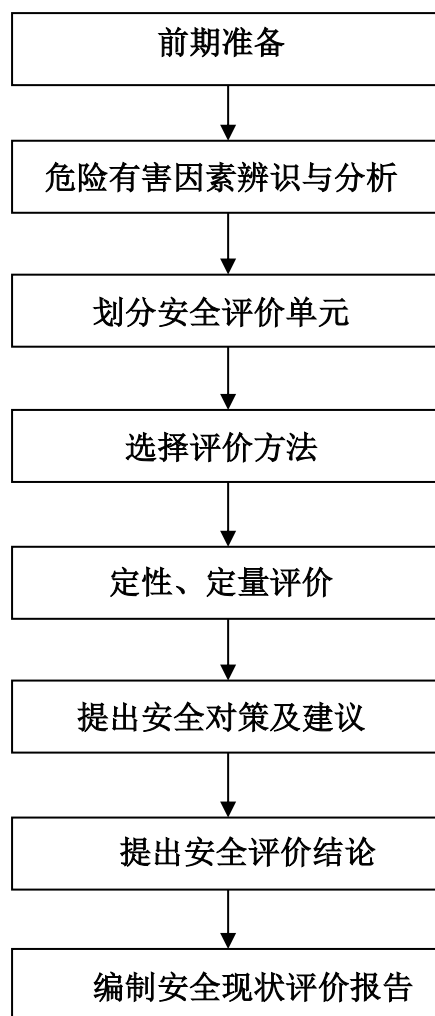 前期准备
危险有害因素辨识与分析
划分安全评价单元
选择评价方法
定性、定量评价
提出安全对策及建议
提出安全评价结论
编制安全现状评价报告